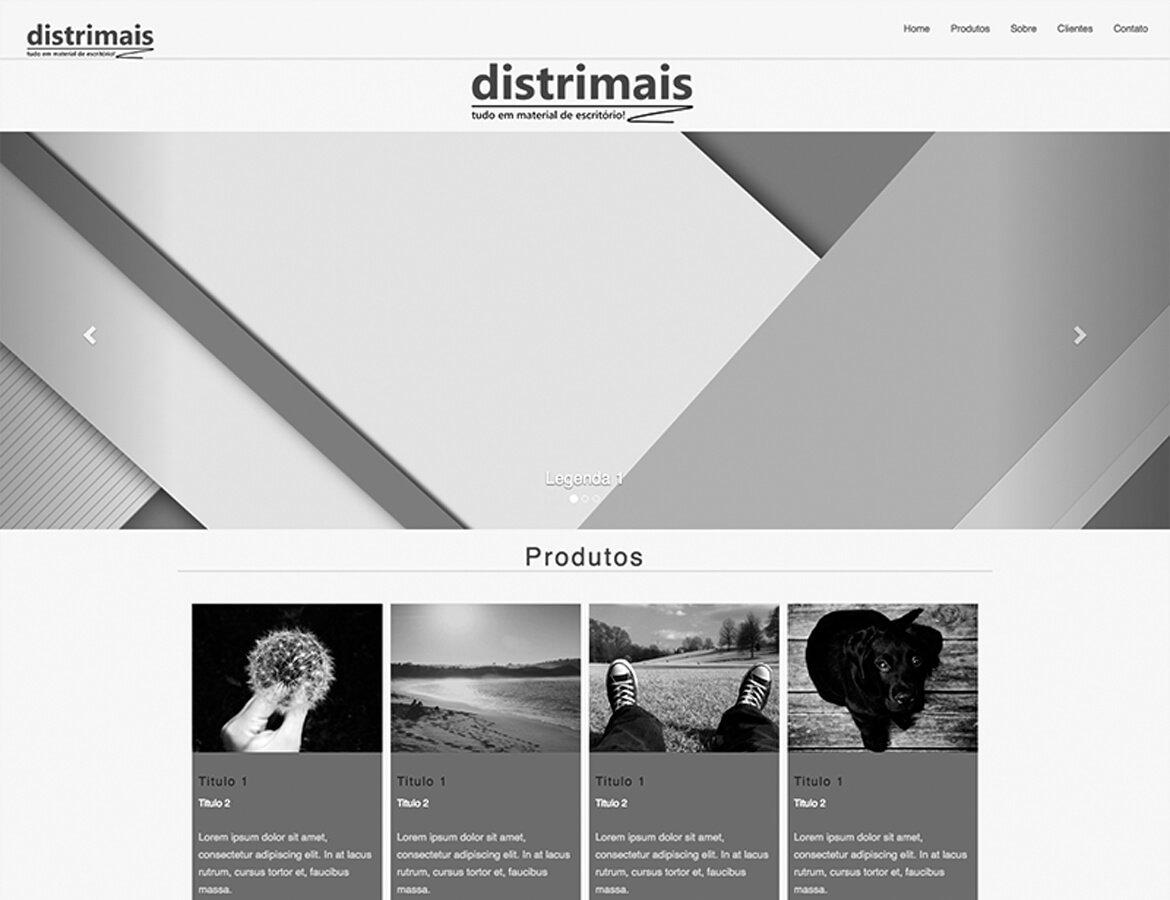 distrimais
tudo em material de escritório!
Home Produtos Sobre Clientes Contato
distrimais
tudo em material de escritório!
Legenda 1
Produtos
Titulo 1
Titulo 2
Lorem ipsum dolor sit amet,
consectetur adipiscing elit. In at lacus
rutrum, cursus tortor et, faucibus
massa.
Titulo 1
Titulo 2
Lorem ipsum dolor sit amet,
consectetur adipiscing elit. In at lacus
rutrum, cursus tortor et, faucibus
massa.
Titulo 1
Titulo 2
Lorem ipsum dolor sit amet,
consectetur adipiscing elit. In at lacus
rutrum, cursus tortor et, faucibus
massa.
Titulo 1
Titulo 2
Lorem ipsum dolor sit amet,
consectetur adipiscing elit. In at lacus
rutrum, cursus tortor et, faucibus
massa.